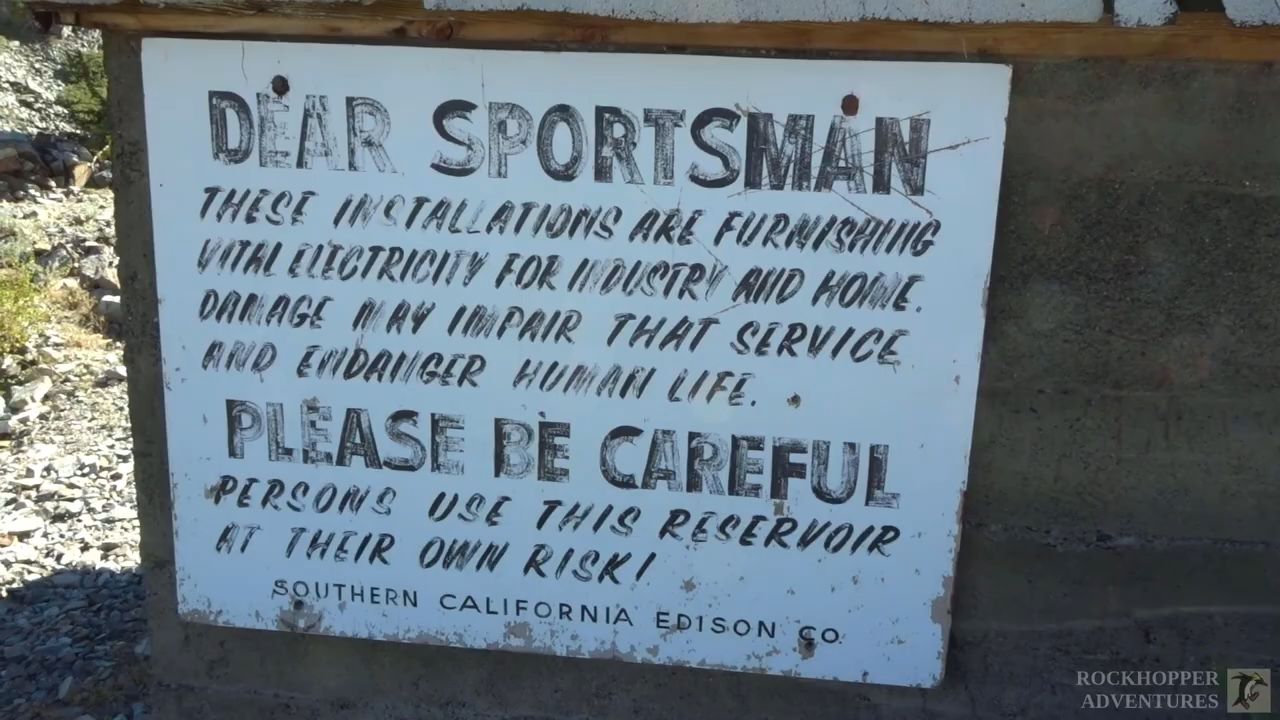 DEAR SPORTSMAN
THESE INSTALLATIONS ARE FURNISHING
VITAL ELECTRICITY FOR INDUSTRY AND HOME.
DAMAGE MAY IMPAIR THAT SERVICE
AND ENDANGER HUMAN LIFE.
PLEASE BE CAREFUL
PERSONS USE THIS RESERVOIR
AT THEIR OWN RISK!
SOUTHERN CALIFORNIA EDISON CO.
ROCKHOPPER
ADVENTURES